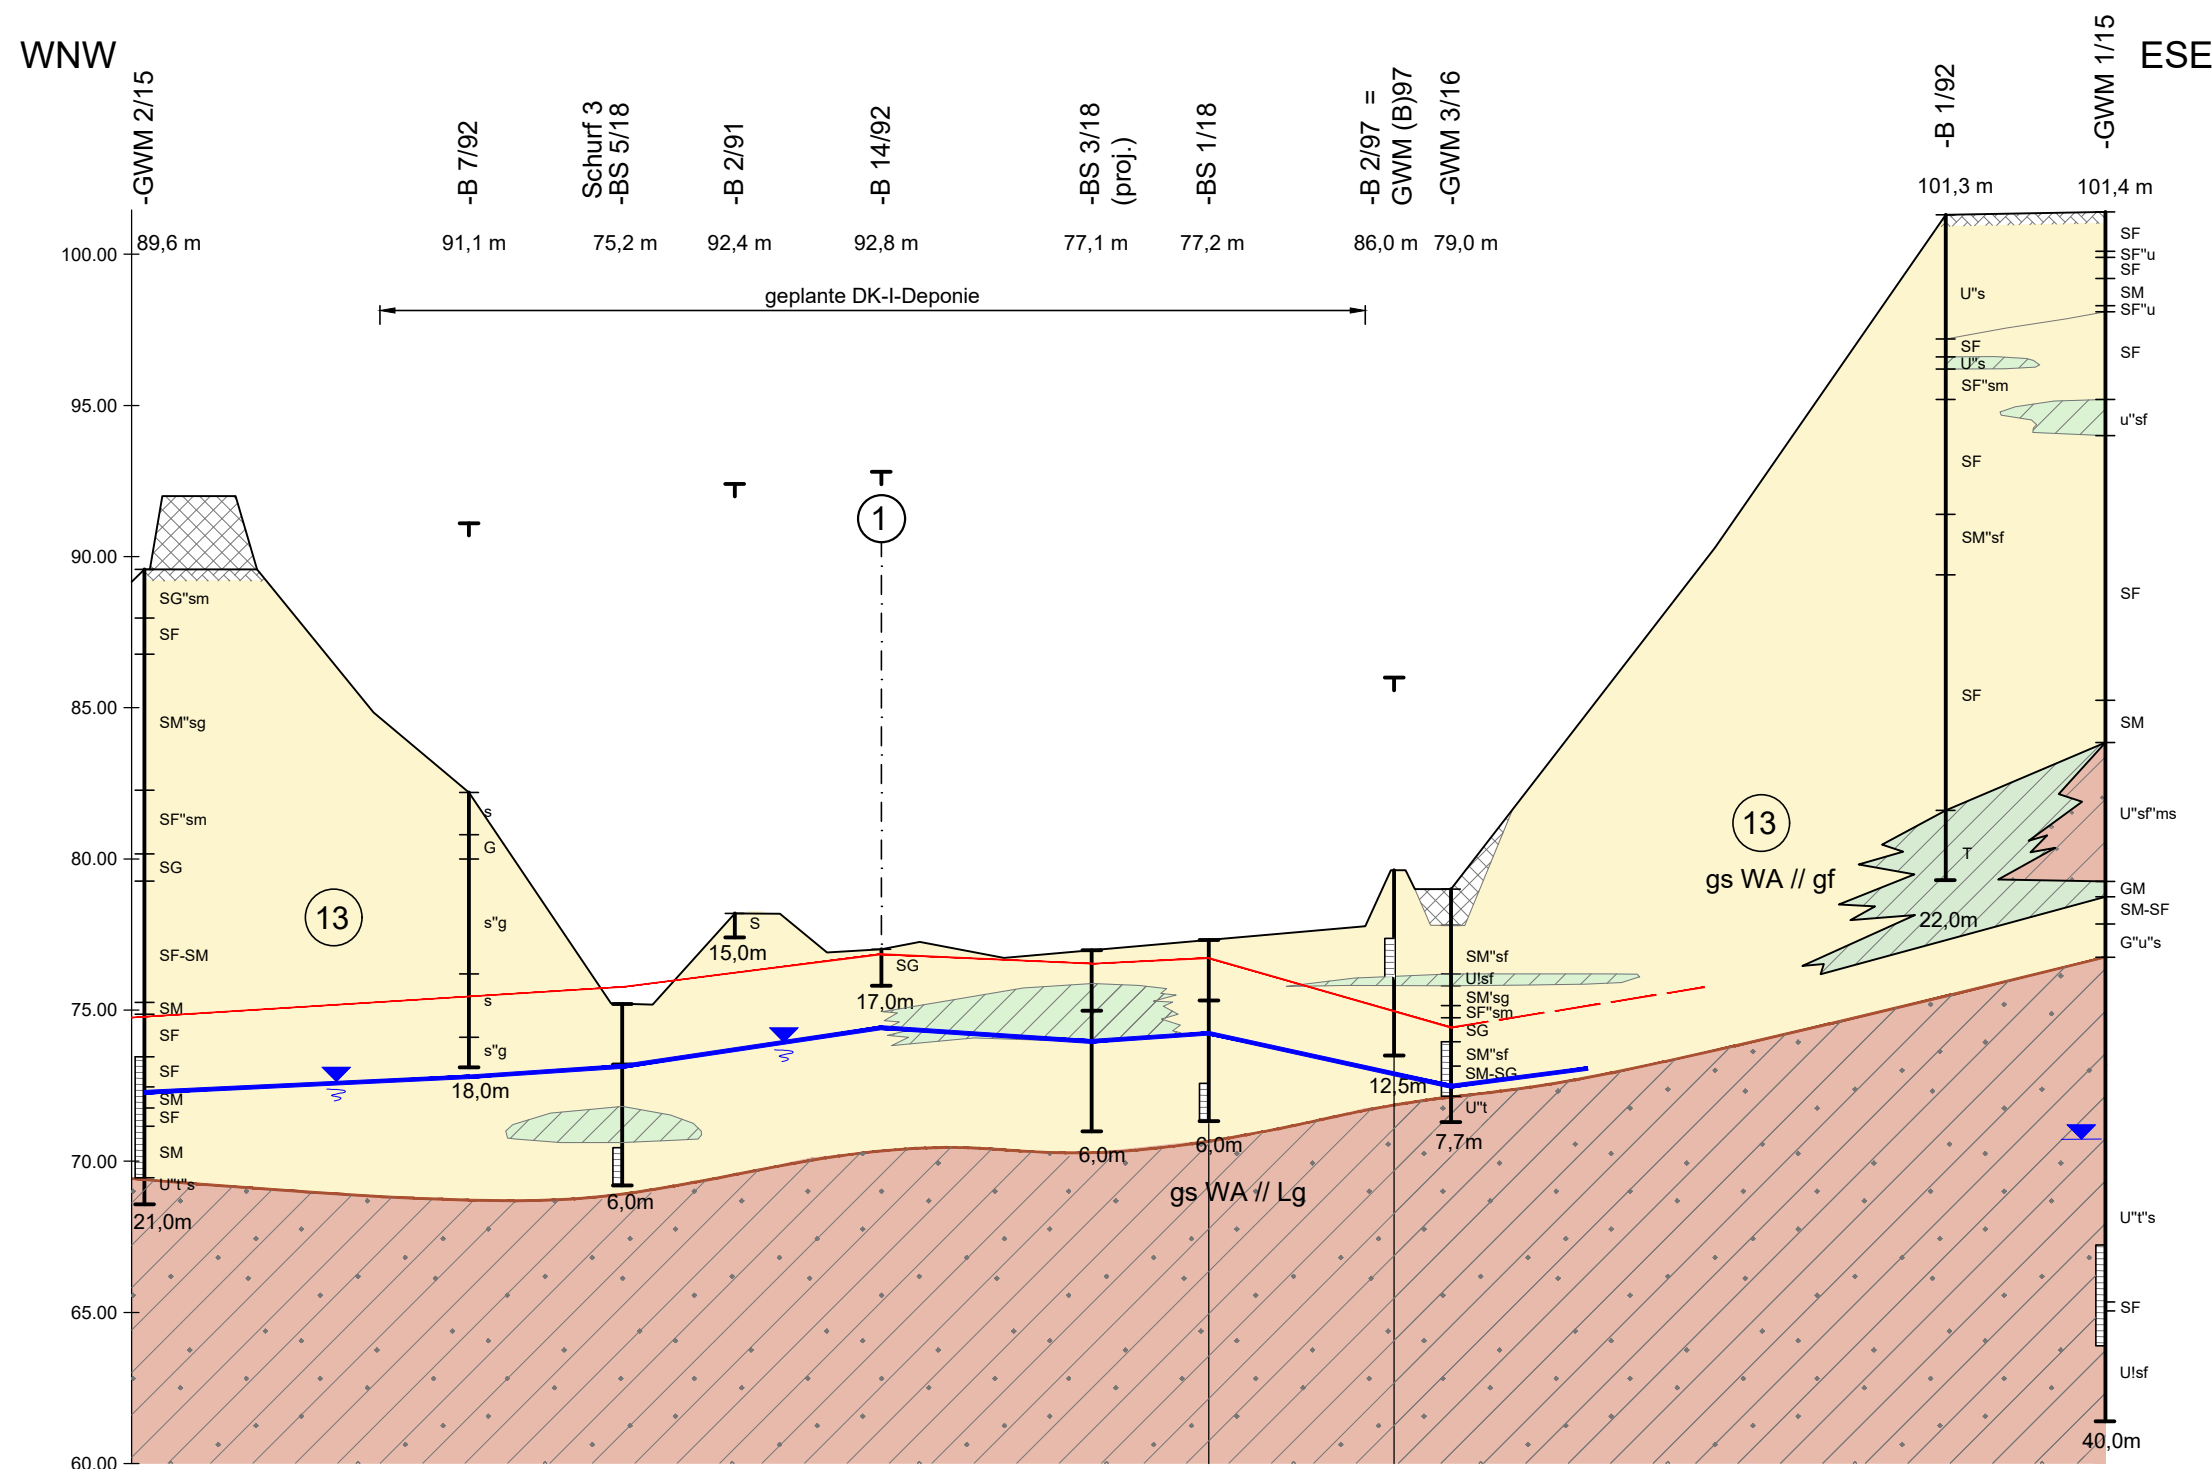 WNW
ESE
-GWM 2/15
-B 7/92
Schurf 3
-BS 5/18
-B 2/91
-B 14/92
-BS 3/18
(proj.)
-BS 1/18
-B 2/97 =
GWM (B)97
-GWM 3/16
-B 1/92
-GWM 1/15
89,6 m
91,1 m
75,2 m
92,4 m
92,8 m
77,1 m
77,2 m
86,0 m
79,0 m
101,3 m
101,4 m
geplante DK-I-Deponie
100.00
95.00
90.00
85.00
80.00
75.00
70.00
65.00
60.00
SG"sm
SF
SM"sg
SF"sm
SG
SF-SM
SM
SF
SF
SM
SF
SM
U"t"s
21,0m
13
s
G
s"g
s
s"g
18,0m
6,0m
S
15,0m
1
SG
17,0m
6,0m
6,0m
gs WA // Lg
12,5m
SM"sf
U!sf
SM'sg
SF"sm
SG
SM"sf
SM-SG
U"t
7,7m
13
gs WA // gf
U"s
SF
U"s
SF"sm
SF
SM"sf
SF
T
22,0m
SF
SF"u
SF
SM
SF"u
SF
u"sf
SF
SM
U"sf"ms
GM
SM-SF
G"u"s
U"t"s
SF
U!sf
40,0m